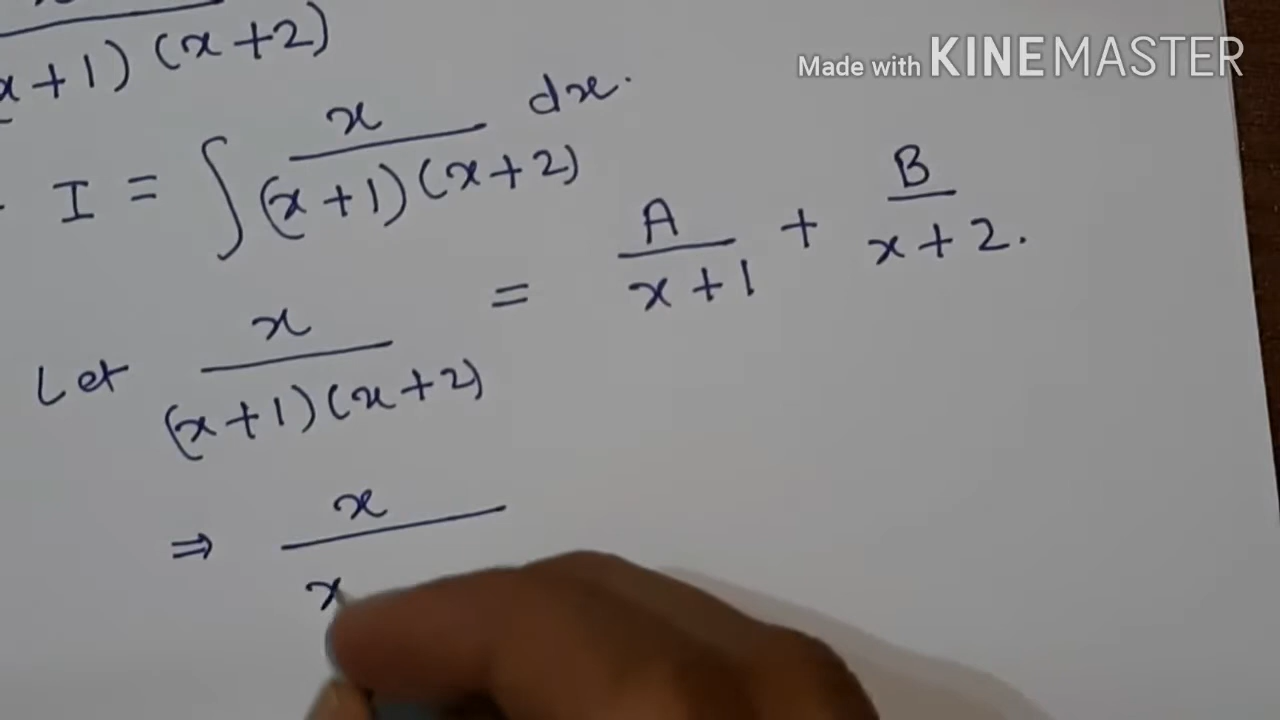 Made with KINEMASTER
x
x+1) (x+2)
I = ∫ x / (x+1)(x+2) dx.
Let x / (x+1)(x+2) = A / x+1 + B / x+2.
⇒ x / x